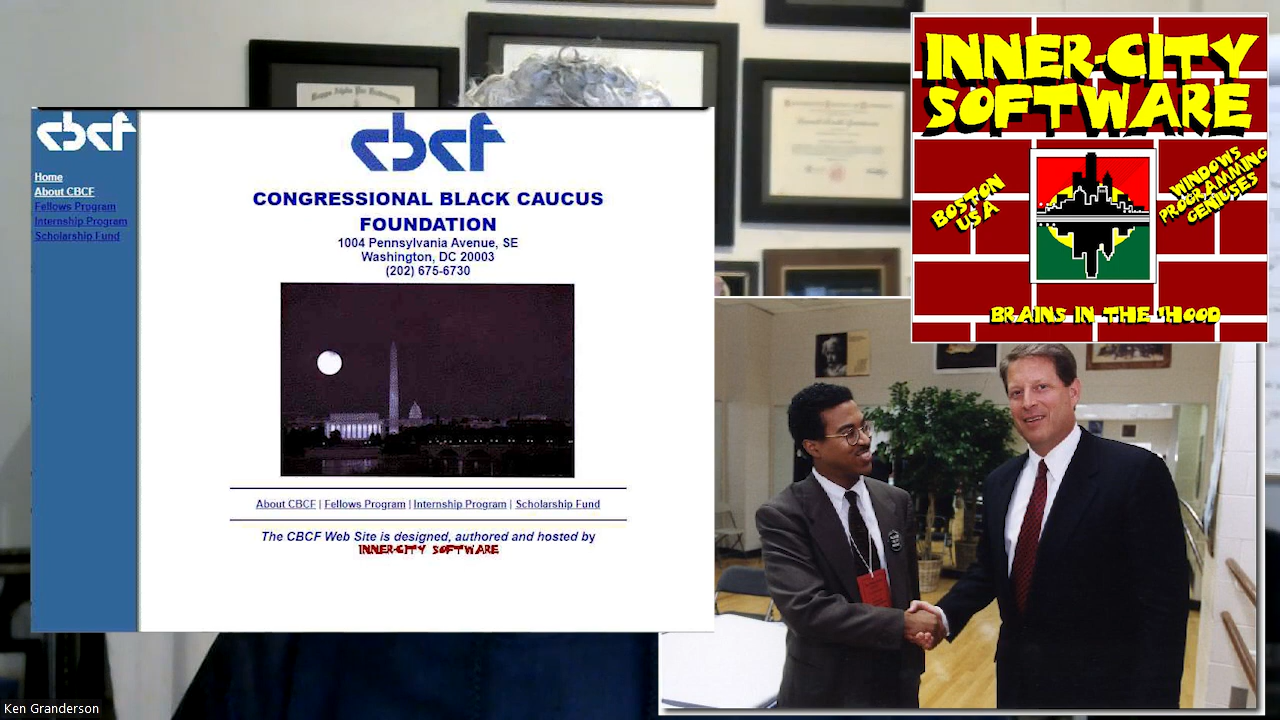 cbcf
Home
About CBCF
Fellows Program
Internship Program
Scholarship Fund
cbcf
CONGRESSIONAL BLACK CAUCUS
FOUNDATION
1004 Pennsylvania Avenue, SE
Washington, DC 20003
(202) 675-6730
About CBCF | Fellows Program | Internship Program | Scholarship Fund
The CBCF Web Site is designed, authored and hosted by
INNER-CITY SOFTWARE
INNER-CITY
SOFTWARE
BOSTON
USA
WINDOWS
PROGRAMMING
GENIUSES
BRAINS IN THE 'HOOD
Ken Granderson